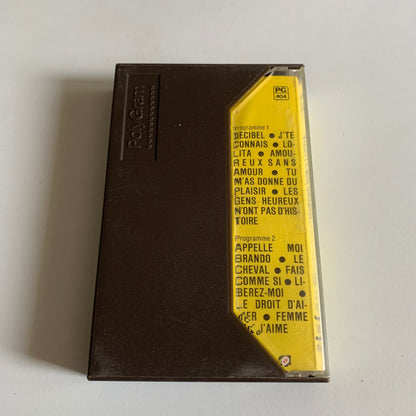 PolyGram
PG
404
Programme 1
DECIBEL ● J'TE
CONNAIS ● LO-
LITA ● AMOU-
REUX SANS
AMOUR ● TU
M'AS DONNE DU
PLAISIR ● LES
GENS HEUREUX
N'ONT PAS D'HIS-
TOIRE
Programme 2
APPELLE MOI
BRANDO ● LE
CHEVAL ● FAIS
COMME SI ● LI-
BEREZ-MOI ●
LE DROIT D'AI-
MER ● FEMME
J'AIME